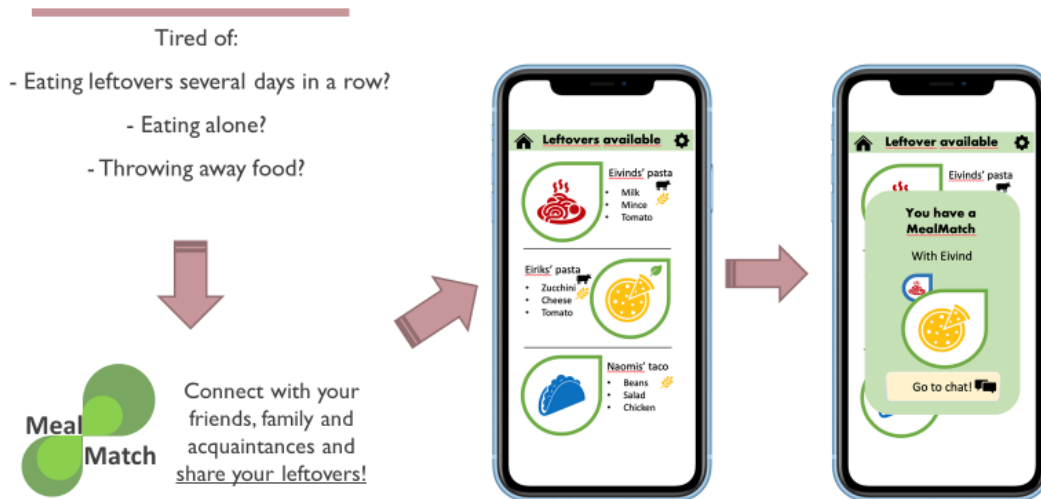 Tired of:
- Eating leftovers several days in a row?
- Eating alone?
- Throwing away food?
Meal
Match
Connect with your
friends, family and
acquaintances and
share your leftovers!
Leftovers available
Eivinds' pasta
• Milk
• Mince
• Tomato
Eiriks' pasta
• Zucchini
• Cheese
• Tomato
Naomis' taco
• Beans
• Salad
• Chicken
Leftover available
Eivinds' pasta
You have a
MealMatch
With Eivind
Go to chat!